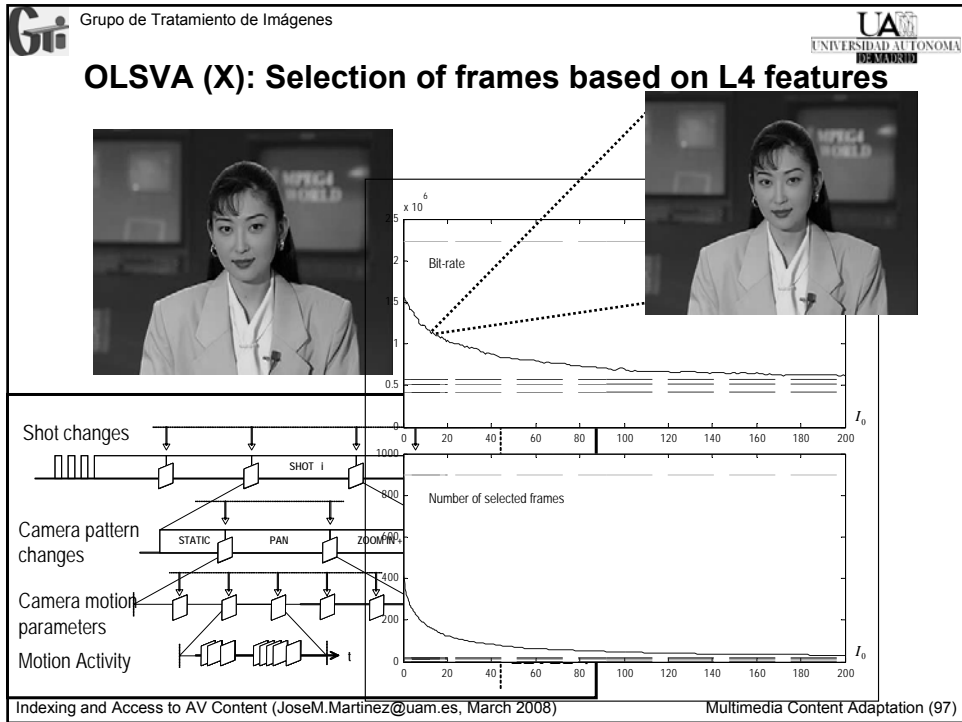 Grupo de Tratamiento de Imágenes
GTi
UAM
UNIVERSIDAD AUTONOMA
DE MADRID
OLSVA (X): Selection of frames based on L4 features
MPEG4
WORLD
MPEG4
WORLD
x 10 6
2.5
2
1.5
1
0.5
0
Bit-rate
0 20 40 60 80 100 120 140 160 180 200
I0
1000
800
600
400
200
0
Number of selected frames
0 20 40 60 80 100 120 140 160 180 200
I0
Shot changes
SHOT i
Camera pattern
changes
STATIC PAN ZOOM IN +
Camera motion
parameters
Motion Activity
t
Indexing and Access to AV Content (JoseM.Martinez@uam.es, March 2008)
Multimedia Content Adaptation (97)